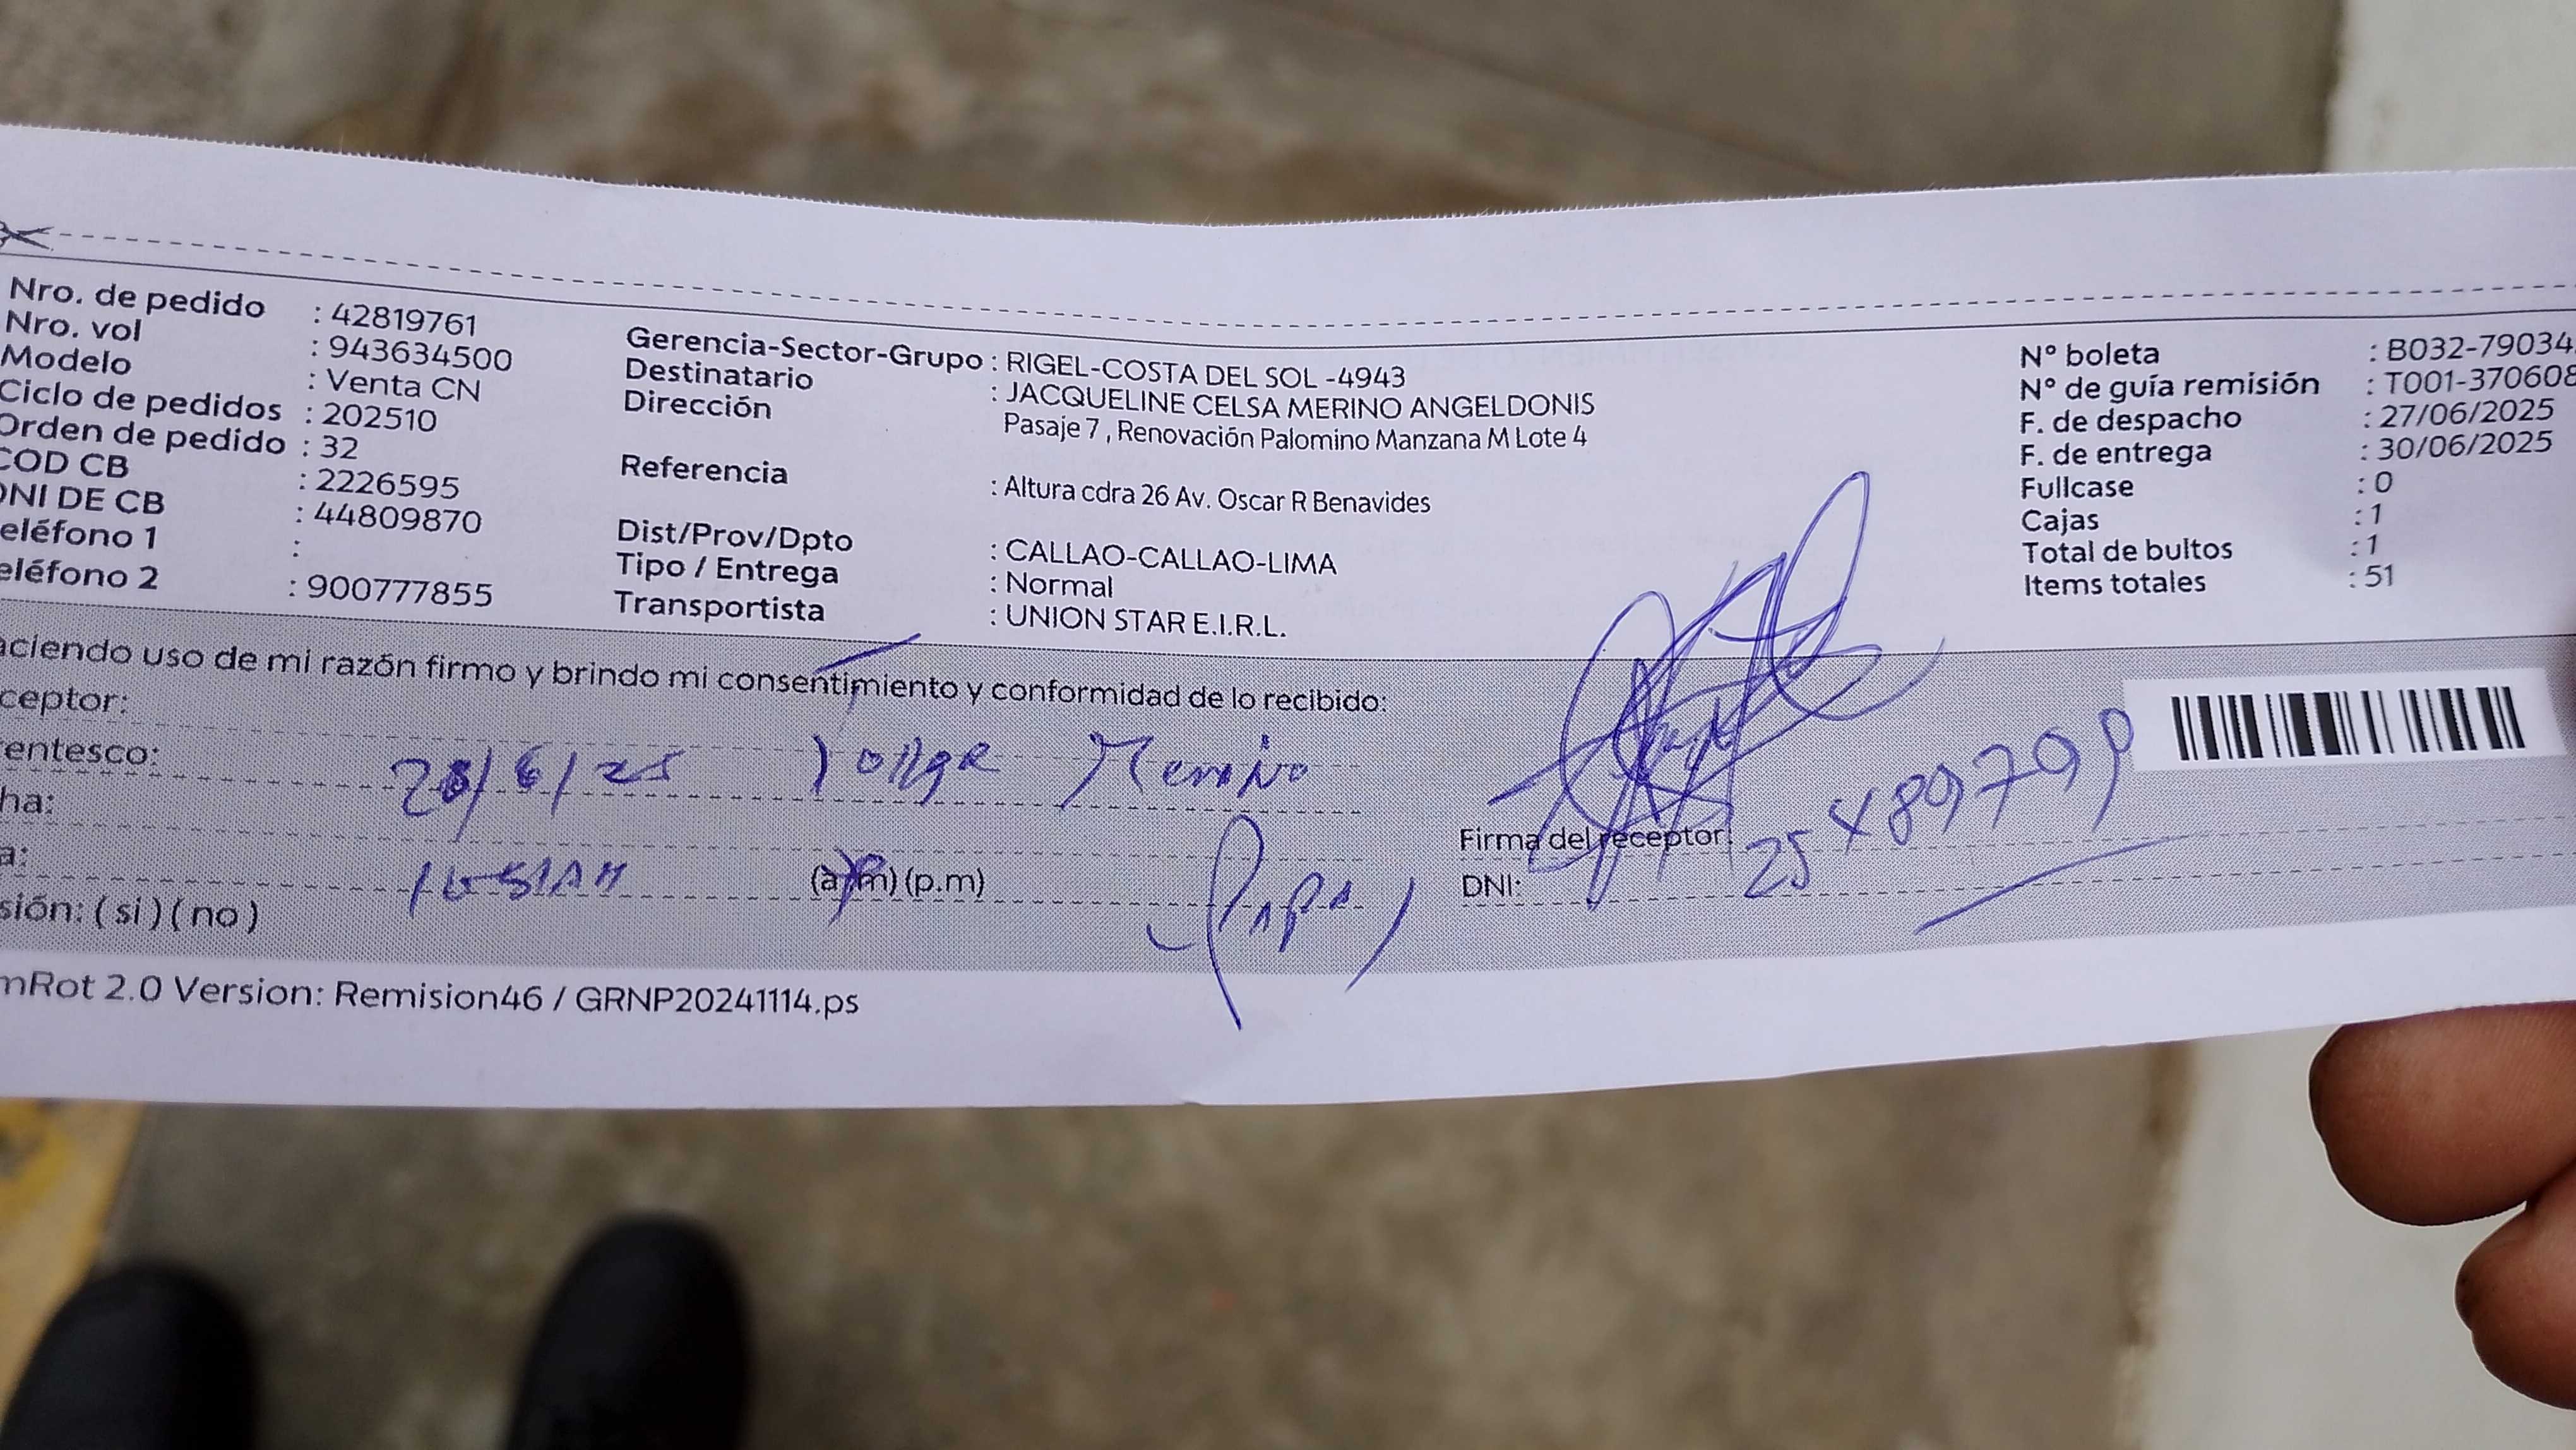 Nro. de pedido : 42819761
Nro. vol : 943634500
Modelo : Venta CN
Ciclo de pedidos : 202510
Orden de pedido : 32
COD CB : 2226595
DNI DE CB : 44809870
eléfono 1 :
eléfono 2 : 900777855
Gerencia-Sector-Grupo : RIGEL-COSTA DEL SOL -4943
Destinatario : JACQUELINE CELSA MERINO ANGELDONIS
Dirección Pasaje 7 , Renovación Palomino Manzana M Lote 4
Referencia : Altura cdra 26 Av. Oscar R Benavides
Dist/Prov/Dpto : CALLAO-CALLAO-LIMA
Tipo / Entrega : Normal
Transportista : UNION STAR E.I.R.L.
N° boleta : B032-79034
N° de guía remisión : T001-370608
F. de despacho : 27/06/2025
F. de entrega : 30/06/2025
Fullcase : 0
Cajas : 1
Total de bultos : 1
Items totales : 51
aciendo uso de mi razón firmo y brindo mi consentimiento y conformidad de lo recibido:
ceptor:
entesco:
Jorge Merino
ha:
a: (a.m) (p.m)
(Papa)
sión: ( si ) ( no )
Firma del receptor:
DNI:
mRot 2.0 Version: Remision46 / GRNP20241114.ps